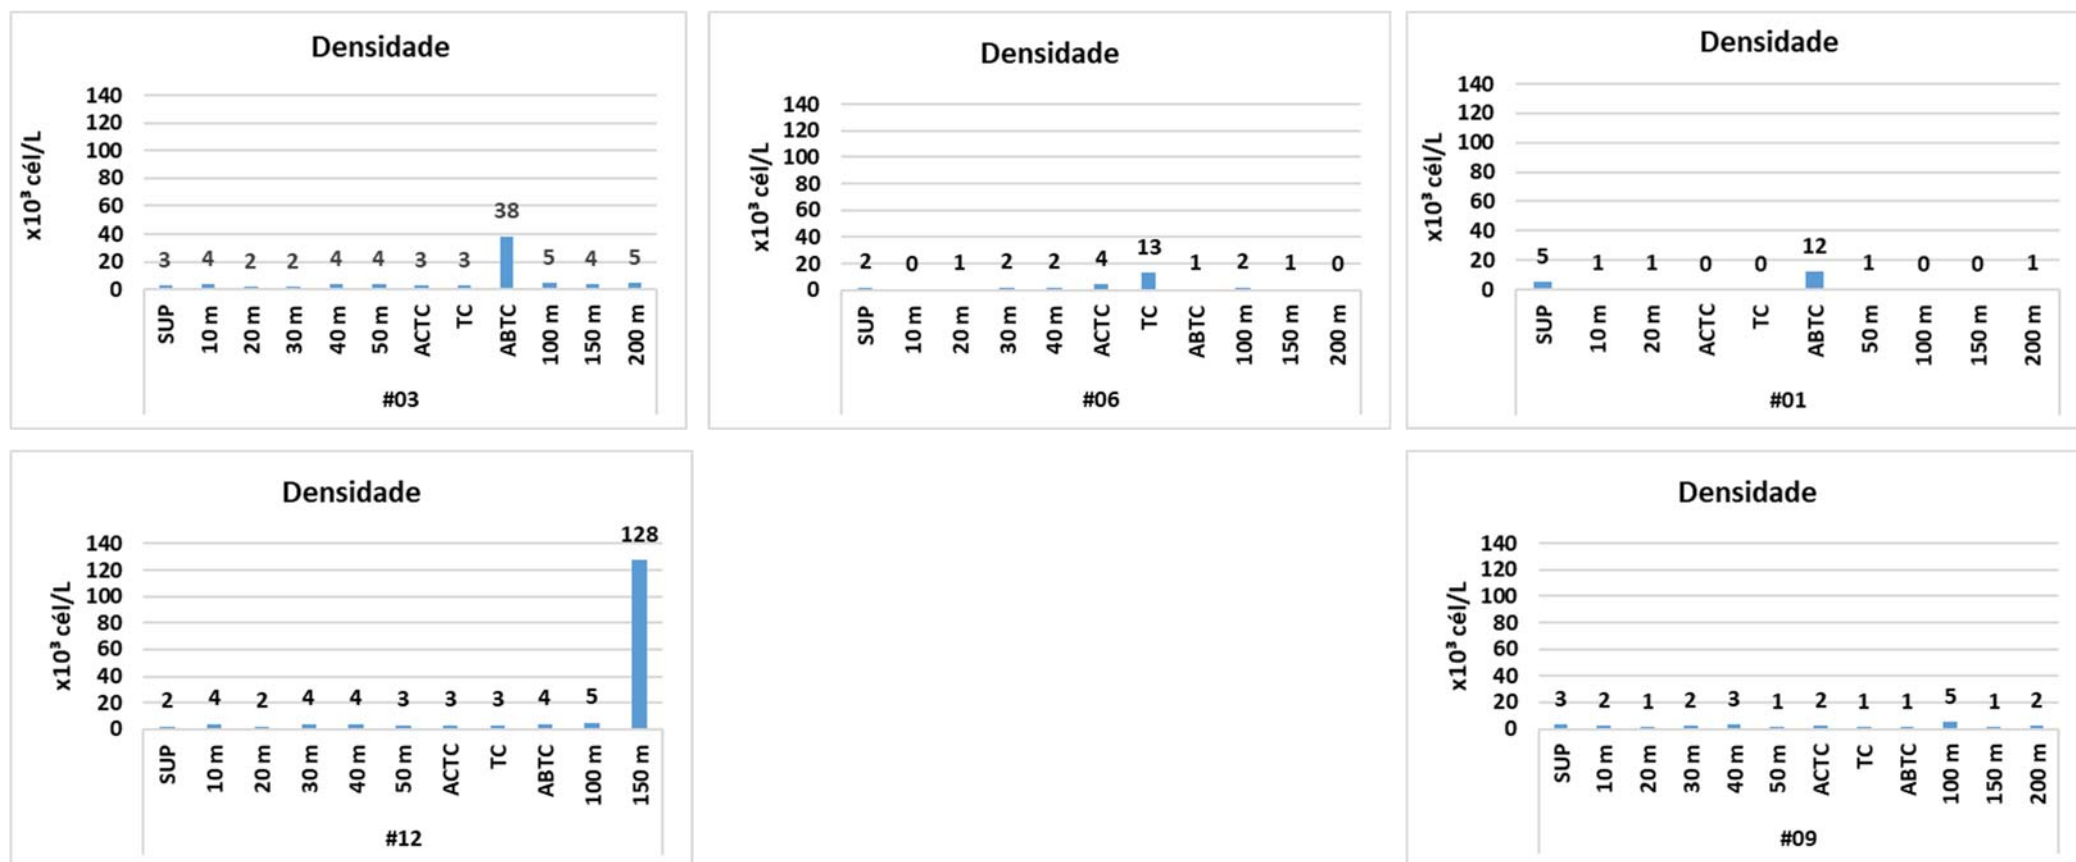 Densidade
x10³ cél/L
140
120
100
80
60
40
20
0
3 4 2 2 4 4 3 3 38 5 4 5
SUP 10 m 20 m 30 m 40 m 50 m ACTC TC ABTC 100 m 150 m 200 m
#03
Densidade
x10³ cél/L
140
120
100
80
60
40
20
0
2 0 1 2 2 4 13 1 2 1 0
SUP 10 m 20 m 30 m 40 m ACTC TC ABTC 100 m 150 m 200 m
#06
Densidade
x10³ cél/L
140
120
100
80
60
40
20
0
5 1 1 0 0 12 1 0 0 1
SUP 10 m 20 m ACTC TC ABTC 50 m 100 m 150 m 200 m
#01
Densidade
x10³ cél/L
140
120
100
80
60
40
20
0
2 4 2 4 4 3 3 3 4 5 128
SUP 10 m 20 m 30 m 40 m 50 m ACTC TC ABTC 100 m 150 m
#12
Densidade
x10³ cél/L
140
120
100
80
60
40
20
0
3 2 1 2 3 1 2 1 1 5 1 2
SUP 10 m 20 m 30 m 40 m 50 m ACTC TC ABTC 100 m 150 m 200 m
#09